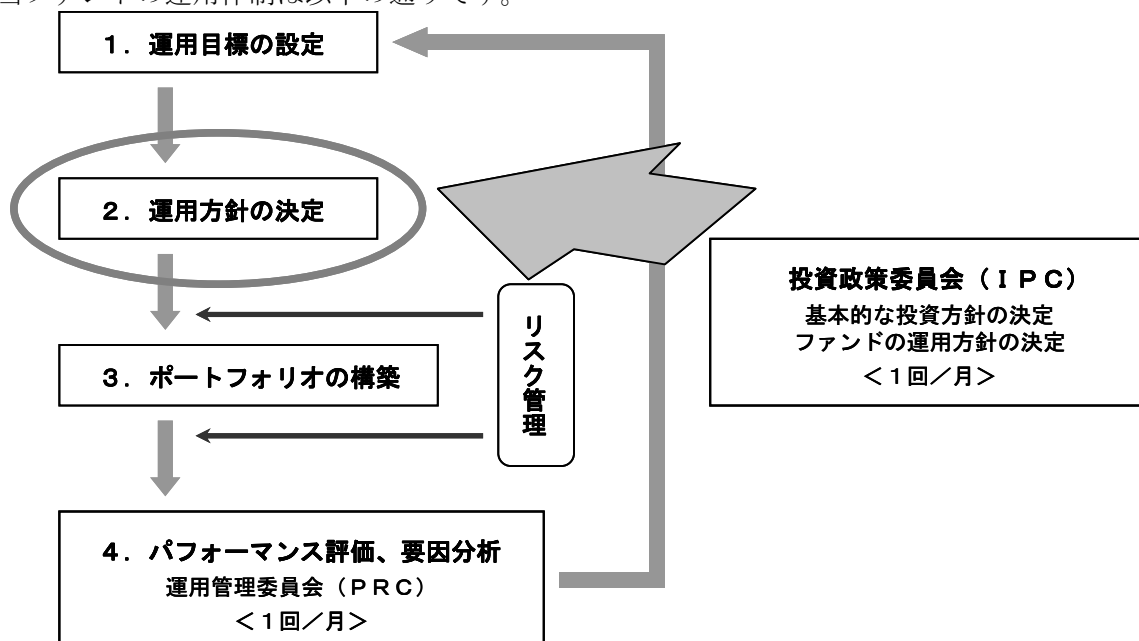 当ファンドの運用体制は以下の通りです。
１．運用目標の設定
２．運用方針の決定
投資政策委員会（ＩＰＣ）
基本的な投資方針の決定
ファンドの運用方針の決定
＜１回／月＞
リスク管理
３．ポートフォリオの構築
４．パフォーマンス評価、要因分析
運用管理委員会（ＰＲＣ）
＜１回／月＞